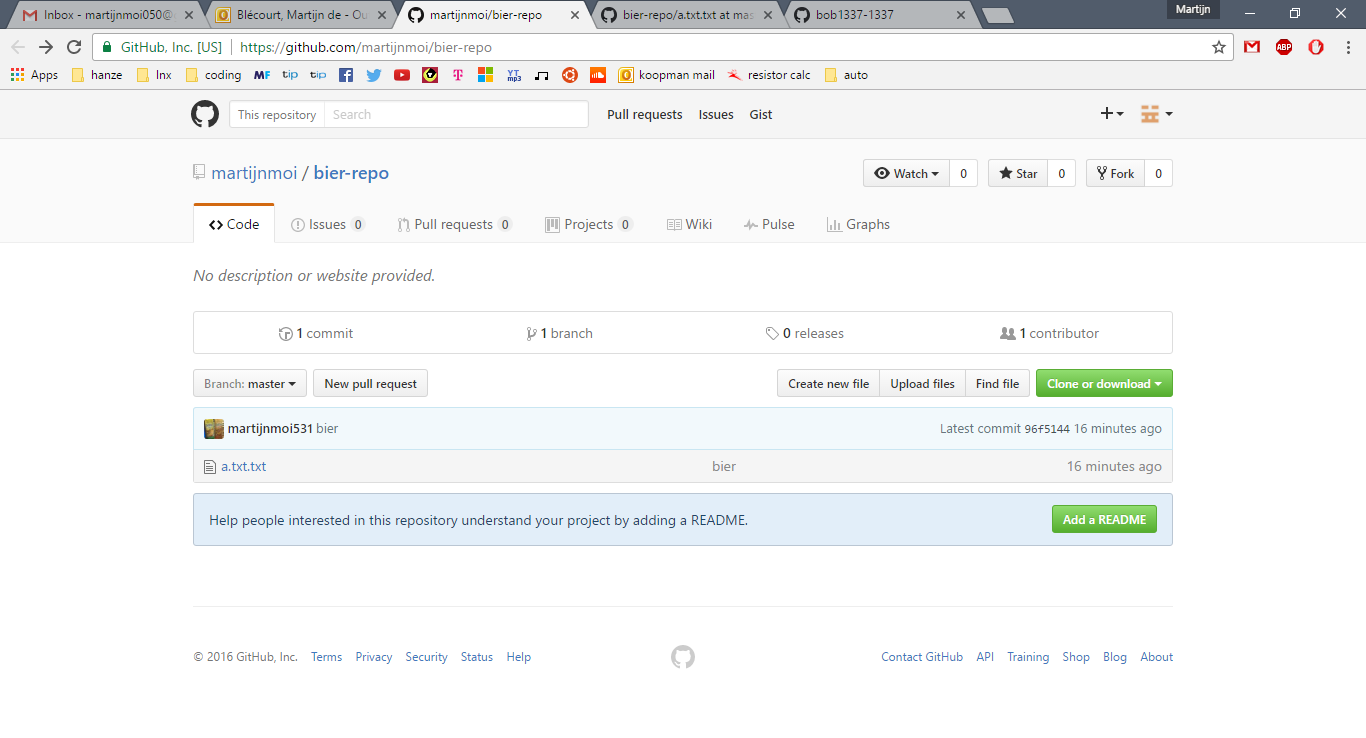 Inbox - martijnmoi050@
Blécourt, Martijn de - Ou
martijnmoi/bier-repo
bier-repo/a.txt.txt at mas
bob1337-1337
Martijn
GitHub, Inc. [US] https://github.com/martijnmoi/bier-repo
ABP
Apps hanze lnx coding MF tip tip T YT mp3 koopman mail resistor calc auto
This repository Search Pull requests Issues Gist
martijnmoi / bier-repo
Watch 0 Star 0 Fork 0
Code Issues 0 Pull requests 0 Projects 0 Wiki Pulse Graphs
No description or website provided.
1 commit 1 branch 0 releases 1 contributor
Branch: master New pull request Create new file Upload files Find file Clone or download
martijnmoi531 bier Latest commit 96f5144 16 minutes ago
a.txt.txt bier 16 minutes ago
Help people interested in this repository understand your project by adding a README. Add a README
© 2016 GitHub, Inc. Terms Privacy Security Status Help Contact GitHub API Training Shop Blog About